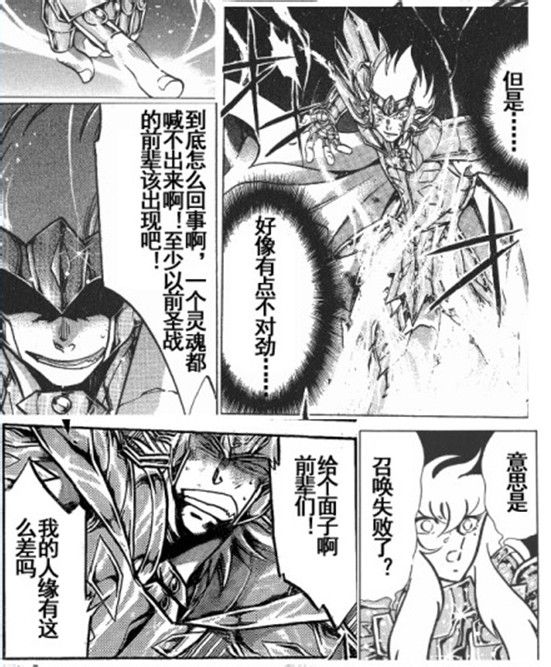 但是……
好像有点不对劲……
到底怎么回事啊，一个灵魂都
喊不出来啊！至少以前圣战
的前辈该出现吧！
意思是
召唤失败了？
给个面子啊
前辈们！
我的人缘有这
么差吗